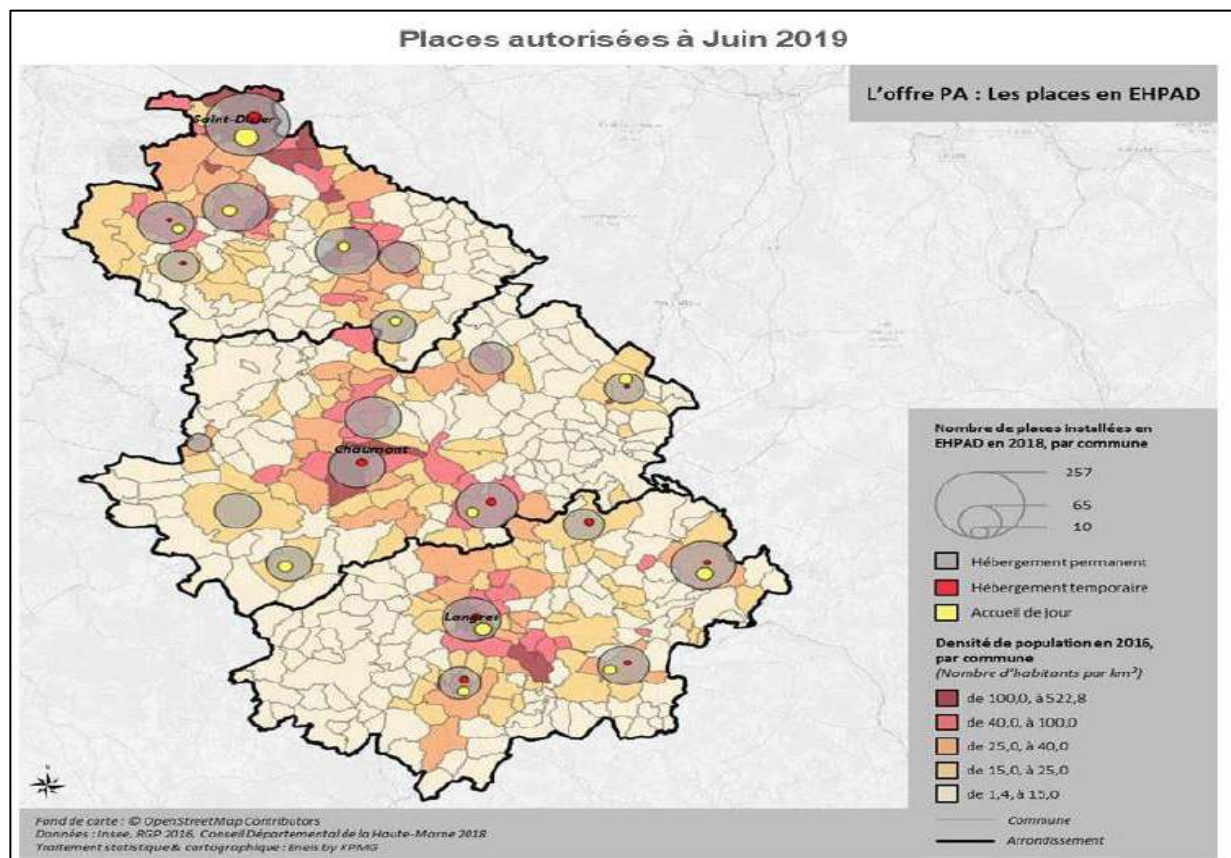 Places autorisées à Juin 2019
L'offre PA : Les places en EHPAD
Saint-Dizier
Chaumont
Langres
Nombre de places installées en
EHPAD en 2018, par commune
257
65
10
Hébergement permanent
Hébergement temporaire
Accueil de Jour
Densité de population en 2016,
par commune
(Nombre d'habitants par km²)
de 100,0, à 522,8
de 40,0, à 100,0
de 25,0, à 40,0
de 15,0, à 25,0
de 1,4, à 15,0
Commune
Arrondissement
Fond de carte : © OpenStreetMap Contributors
Données : Insee, RGP 2016, Conseil Départemental de la Haute-Marne 2018
Traitement statistique & cartographique : Eneis by KPMG